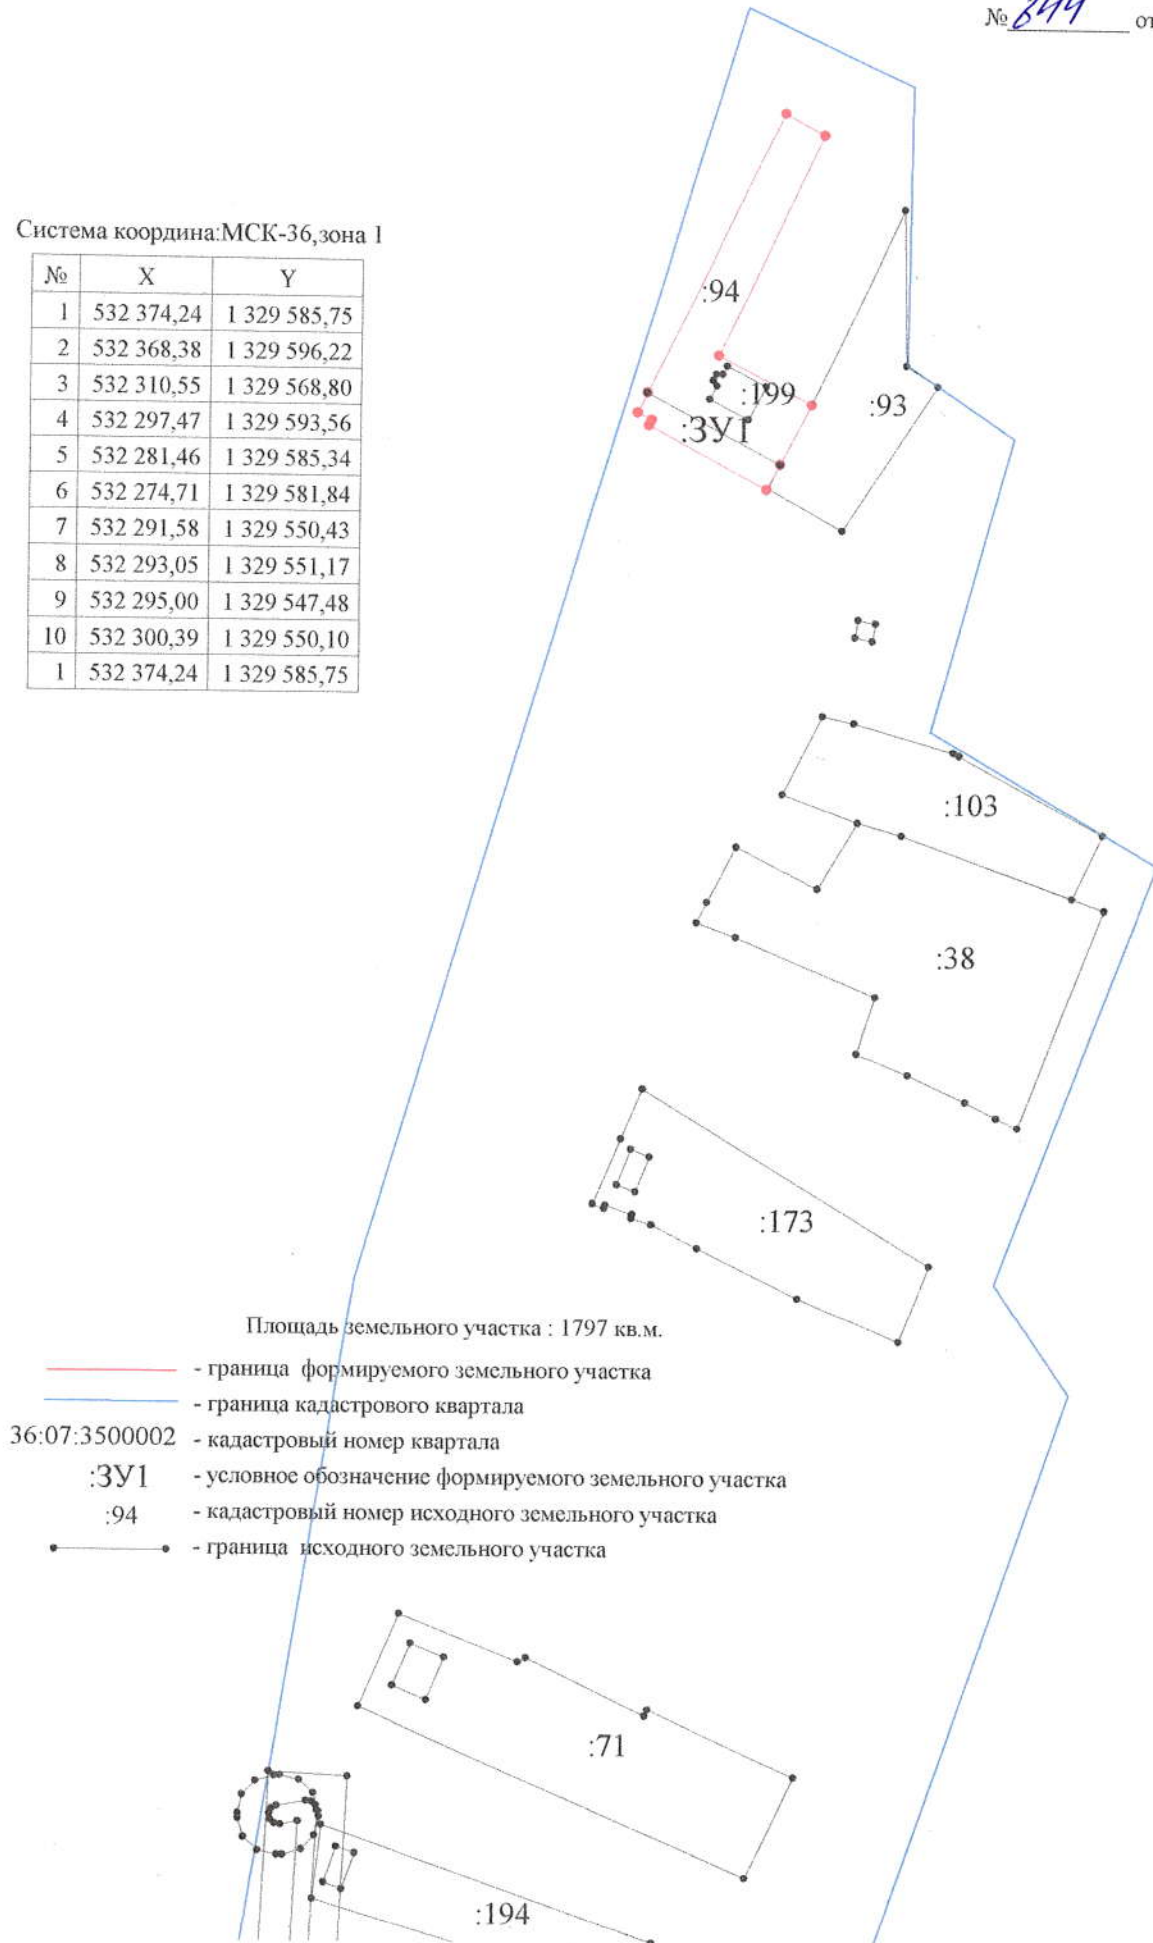 № 644 от
Система координа:МСК-36,зона 1
№ X Y
1 532 374,24 1 329 585,75
2 532 368,38 1 329 596,22
3 532 310,55 1 329 568,80
4 532 297,47 1 329 593,56
5 532 281,46 1 329 585,34
6 532 274,71 1 329 581,84
7 532 291,58 1 329 550,43
8 532 293,05 1 329 551,17
9 532 295,00 1 329 547,48
10 532 300,39 1 329 550,10
1 532 374,24 1 329 585,75
:94
:199
:93
:ЗУ1
:103
:38
:173
Площадь земельного участка : 1797 кв.м.
- граница формируемого земельного участка
- граница кадастрового квартала
36:07:3500002 - кадастровый номер квартала
:ЗУ1 - условное обозначение формируемого земельного участка
:94 - кадастровый номер исходного земельного участка
- граница исходного земельного участка
:71
:194